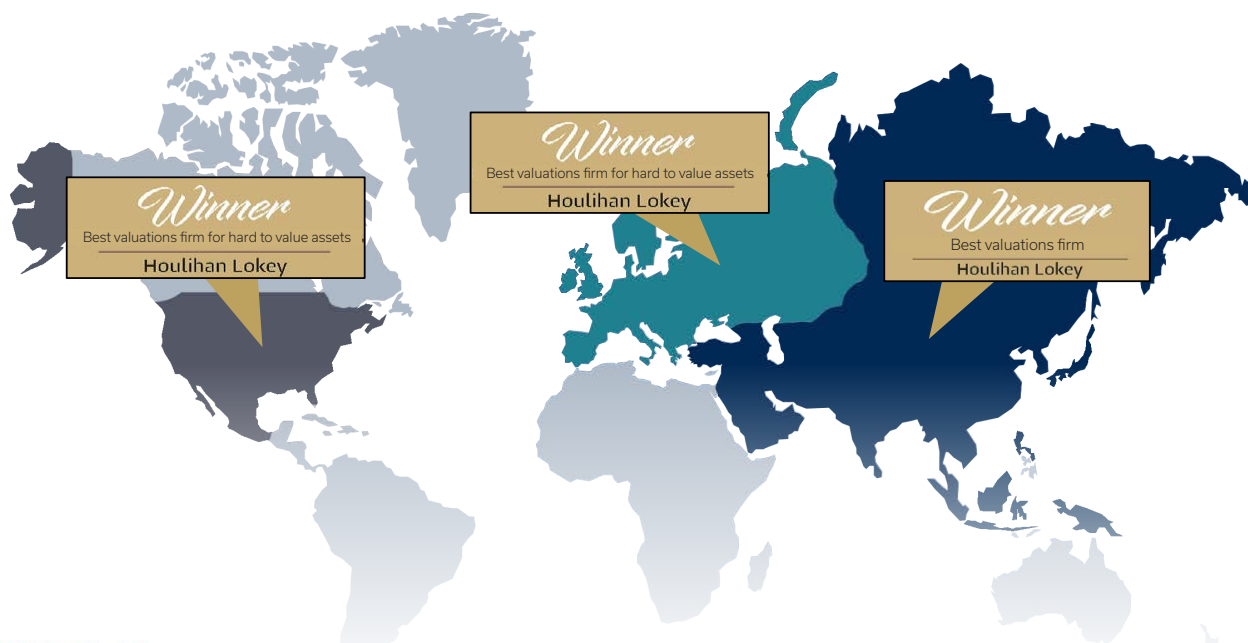 Winner
Best valuations firm for hard to value assets
Houlihan Lokey
Winner
Best valuations firm for hard to value assets
Houlihan Lokey
Winner
Best valuations firm
Houlihan Lokey